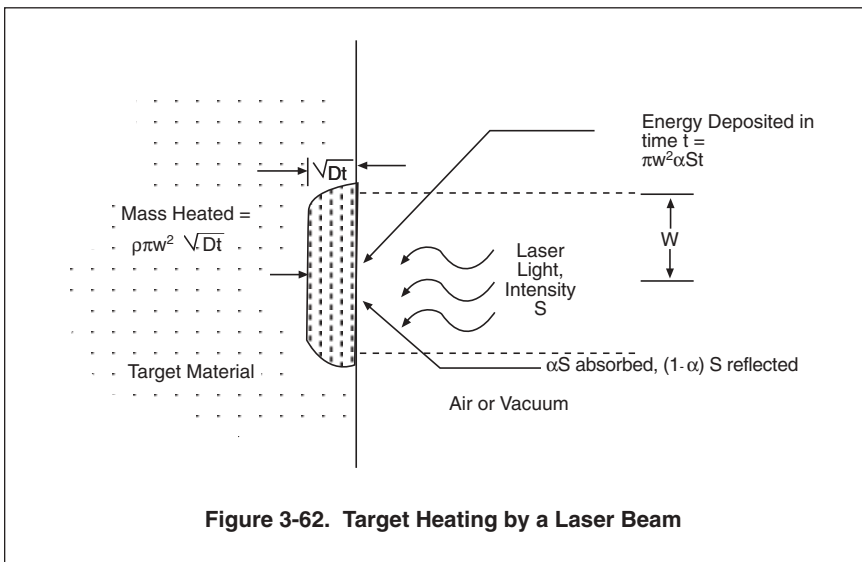 √Dt
Energy Deposited in
time t =
πw²αSt
Mass Heated =
ρπw² √Dt
W
Laser
Light,
Intensity
S
Target Material
αS absorbed, (1-α) S reflected
Air or Vacuum
Figure 3-62. Target Heating by a Laser Beam